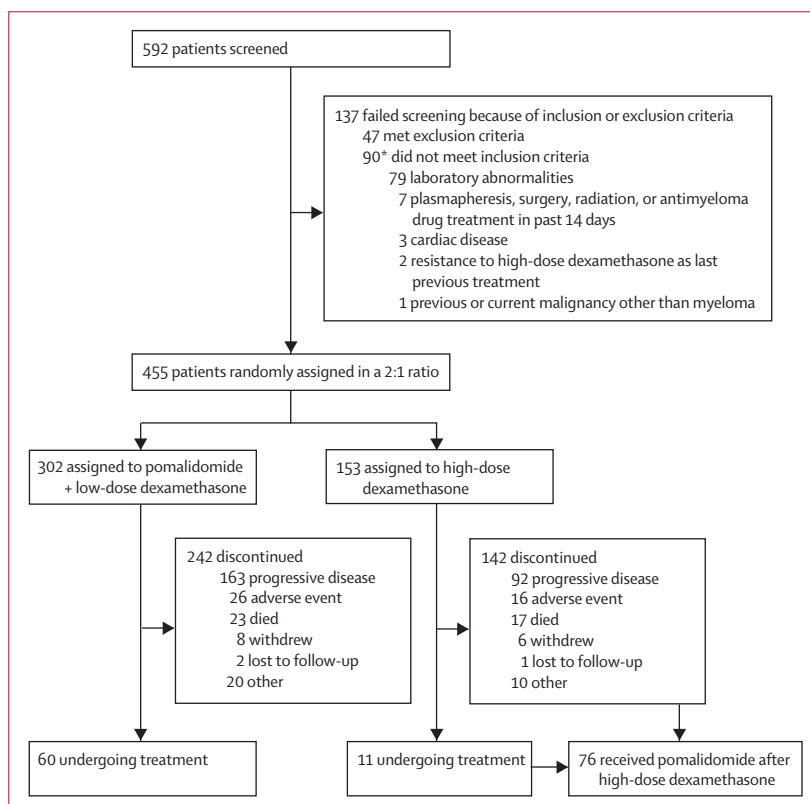 592 patients screened
137 failed screening because of inclusion or exclusion criteria
47 met exclusion criteria
90* did not meet inclusion criteria
79 laboratory abnormalities
7 plasmapheresis, surgery, radiation, or antimyeloma
drug treatment in past 14 days
3 cardiac disease
2 resistance to high-dose dexamethasone as last
previous treatment
1 previous or current malignancy other than myeloma
455 patients randomly assigned in a 2:1 ratio
302 assigned to pomalidomide
+ low-dose dexamethasone
153 assigned to high-dose
dexamethasone
242 discontinued
163 progressive disease
26 adverse event
23 died
8 withdrew
2 lost to follow-up
20 other
142 discontinued
92 progressive disease
16 adverse event
17 died
6 withdrew
1 lost to follow-up
10 other
60 undergoing treatment
11 undergoing treatment
76 received pomalidomide after
high-dose dexamethasone